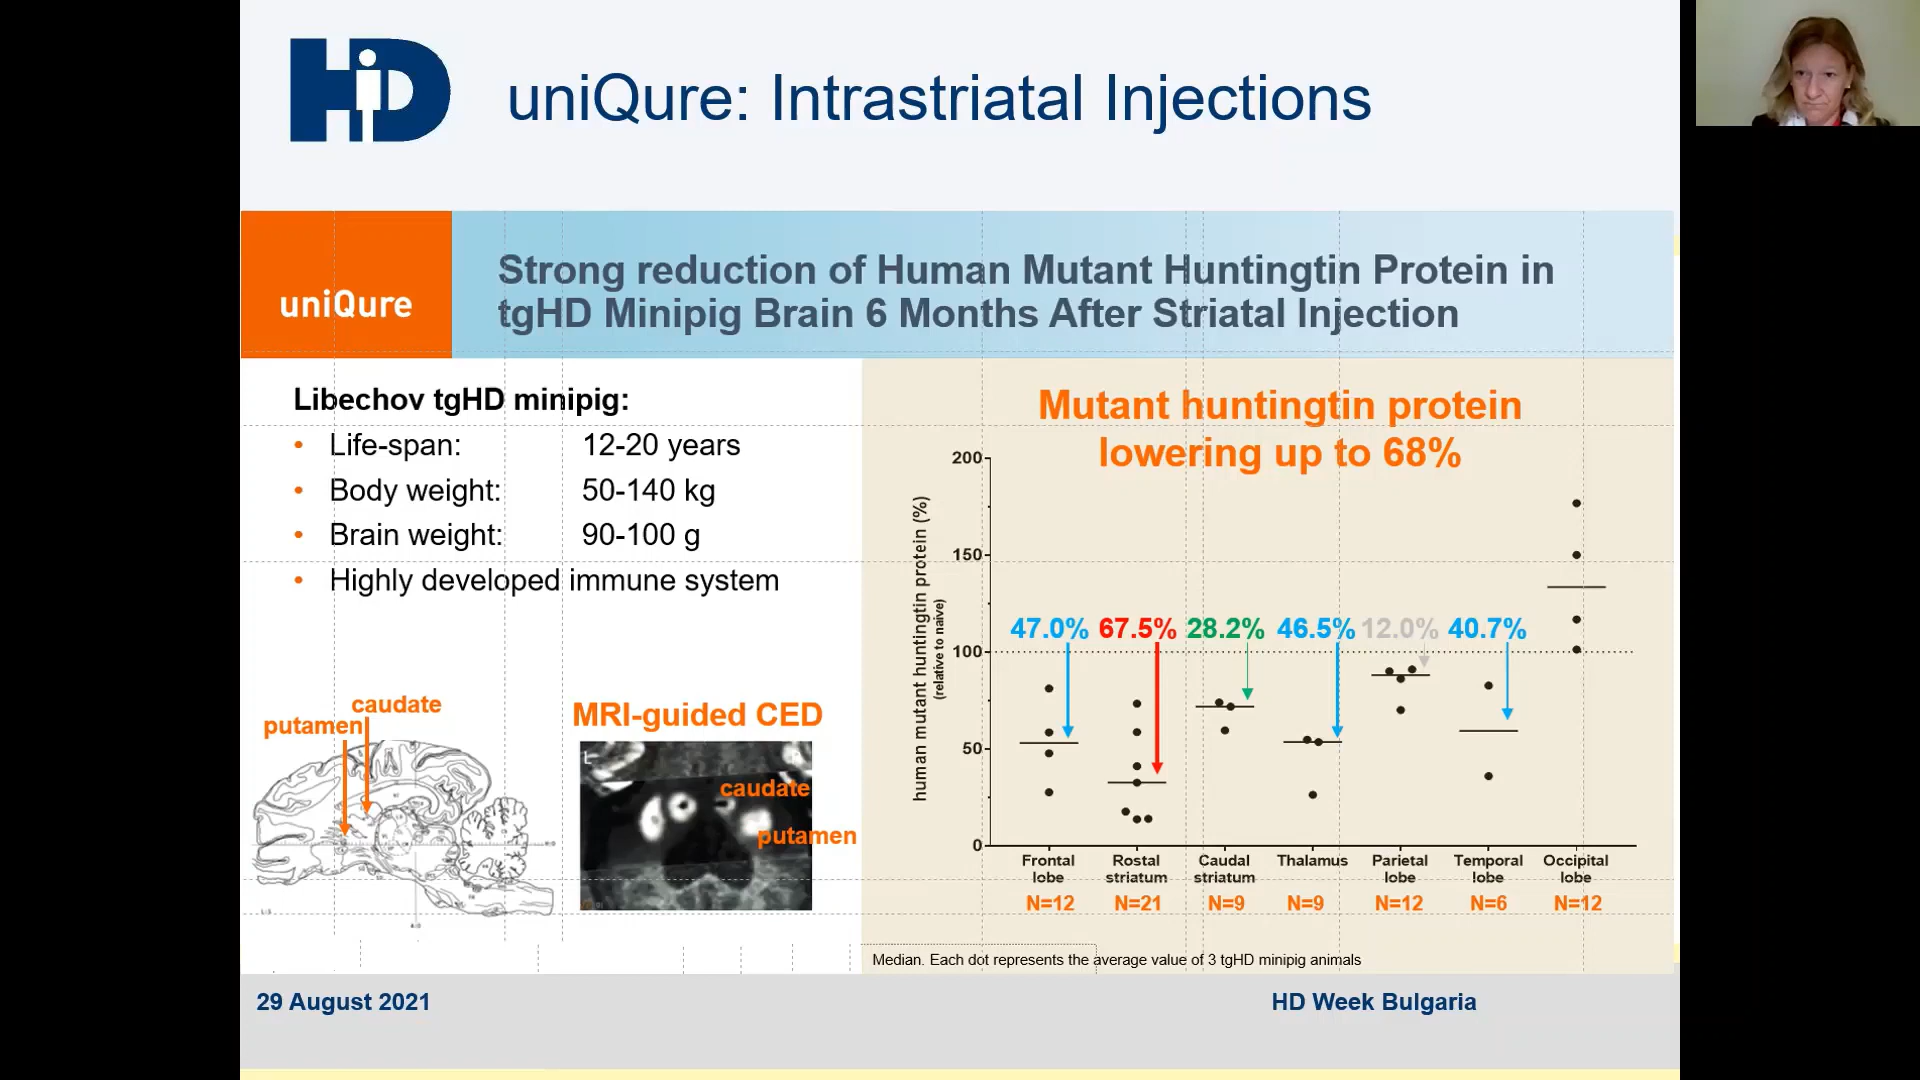 HD
uniQure: Intrastriatal Injections
uniQure
Strong reduction of Human Mutant Huntingtin Protein in
tgHD Minipig Brain 6 Months After Striatal Injection
Libechov tgHD minipig:
• Life-span: 12-20 years
• Body weight: 50-140 kg
• Brain weight: 90-100 g
• Highly developed immune system
caudate
putamen
MRI-guided CED
L
caudate
putamen
Mutant huntingtin protein
lowering up to 68%
human mutant huntingtin protein (%)
(relative to naive)
200
150
100
50
0
47.0% 67.5% 28.2% 46.5% 12.0% 40.7%
Frontal lobe
Rostal striatum
Caudal striatum
Thalamus
Parietal lobe
Temporal lobe
Occipital lobe
N=12 N=21 N=9 N=9 N=12 N=6 N=12
Median. Each dot represents the average value of 3 tgHD minipig animals
29 August 2021
HD Week Bulgaria